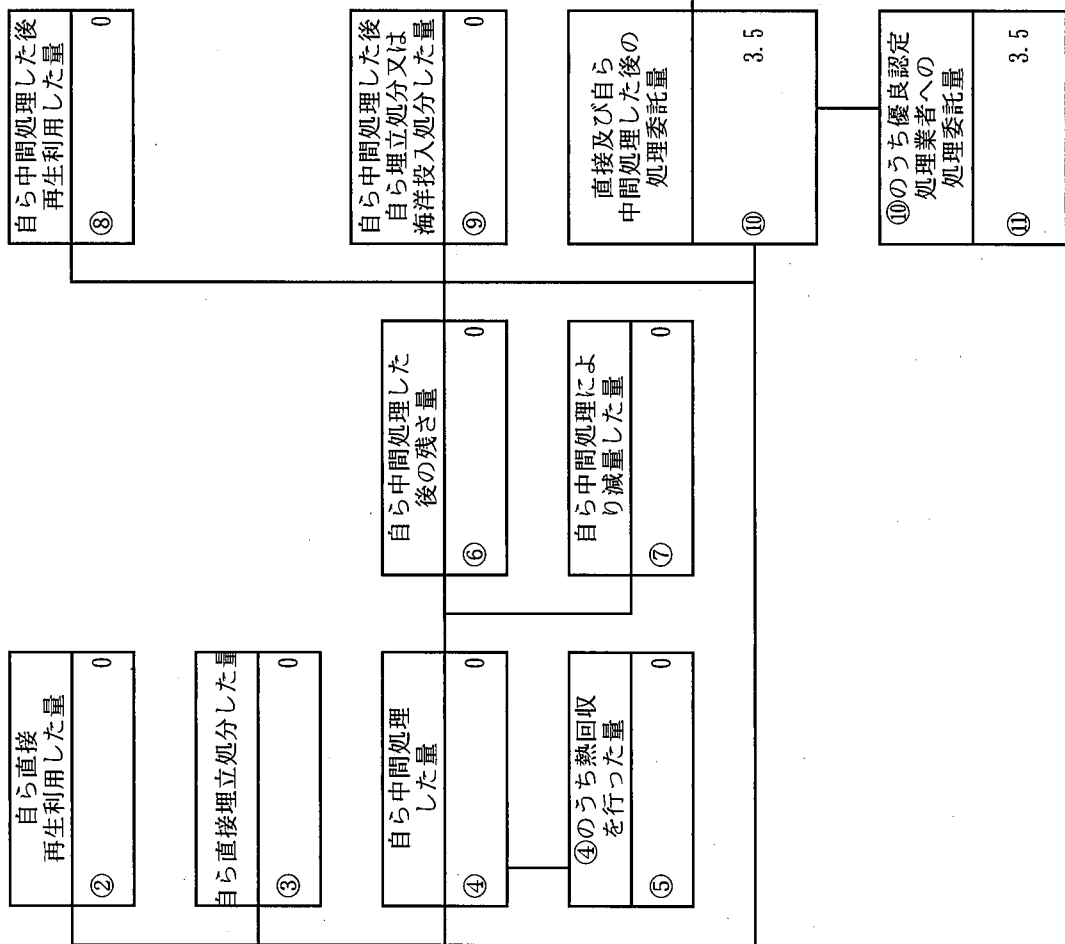 自ら直接
再生利用した量
② 0
自ら直接埋立処分した量
③ 0
自ら中間処理
した量
④ 0
④のうち熱回収
を行った量
⑤ 0
自ら中間処理した
後の残さ量
⑥ 0
自ら中間処理によ
り減量した量
⑦ 0
自ら中間処理した後
再生利用した量
⑧ 0
自ら中間処理した後
自ら埋立処分又は
海洋投入処分した量
⑨ 0
直接及び自ら
中間処理した後の
処理委託量
⑩ 3.5
⑩のうち優良認定
処理業者への
処理委託量
⑪ 3.5